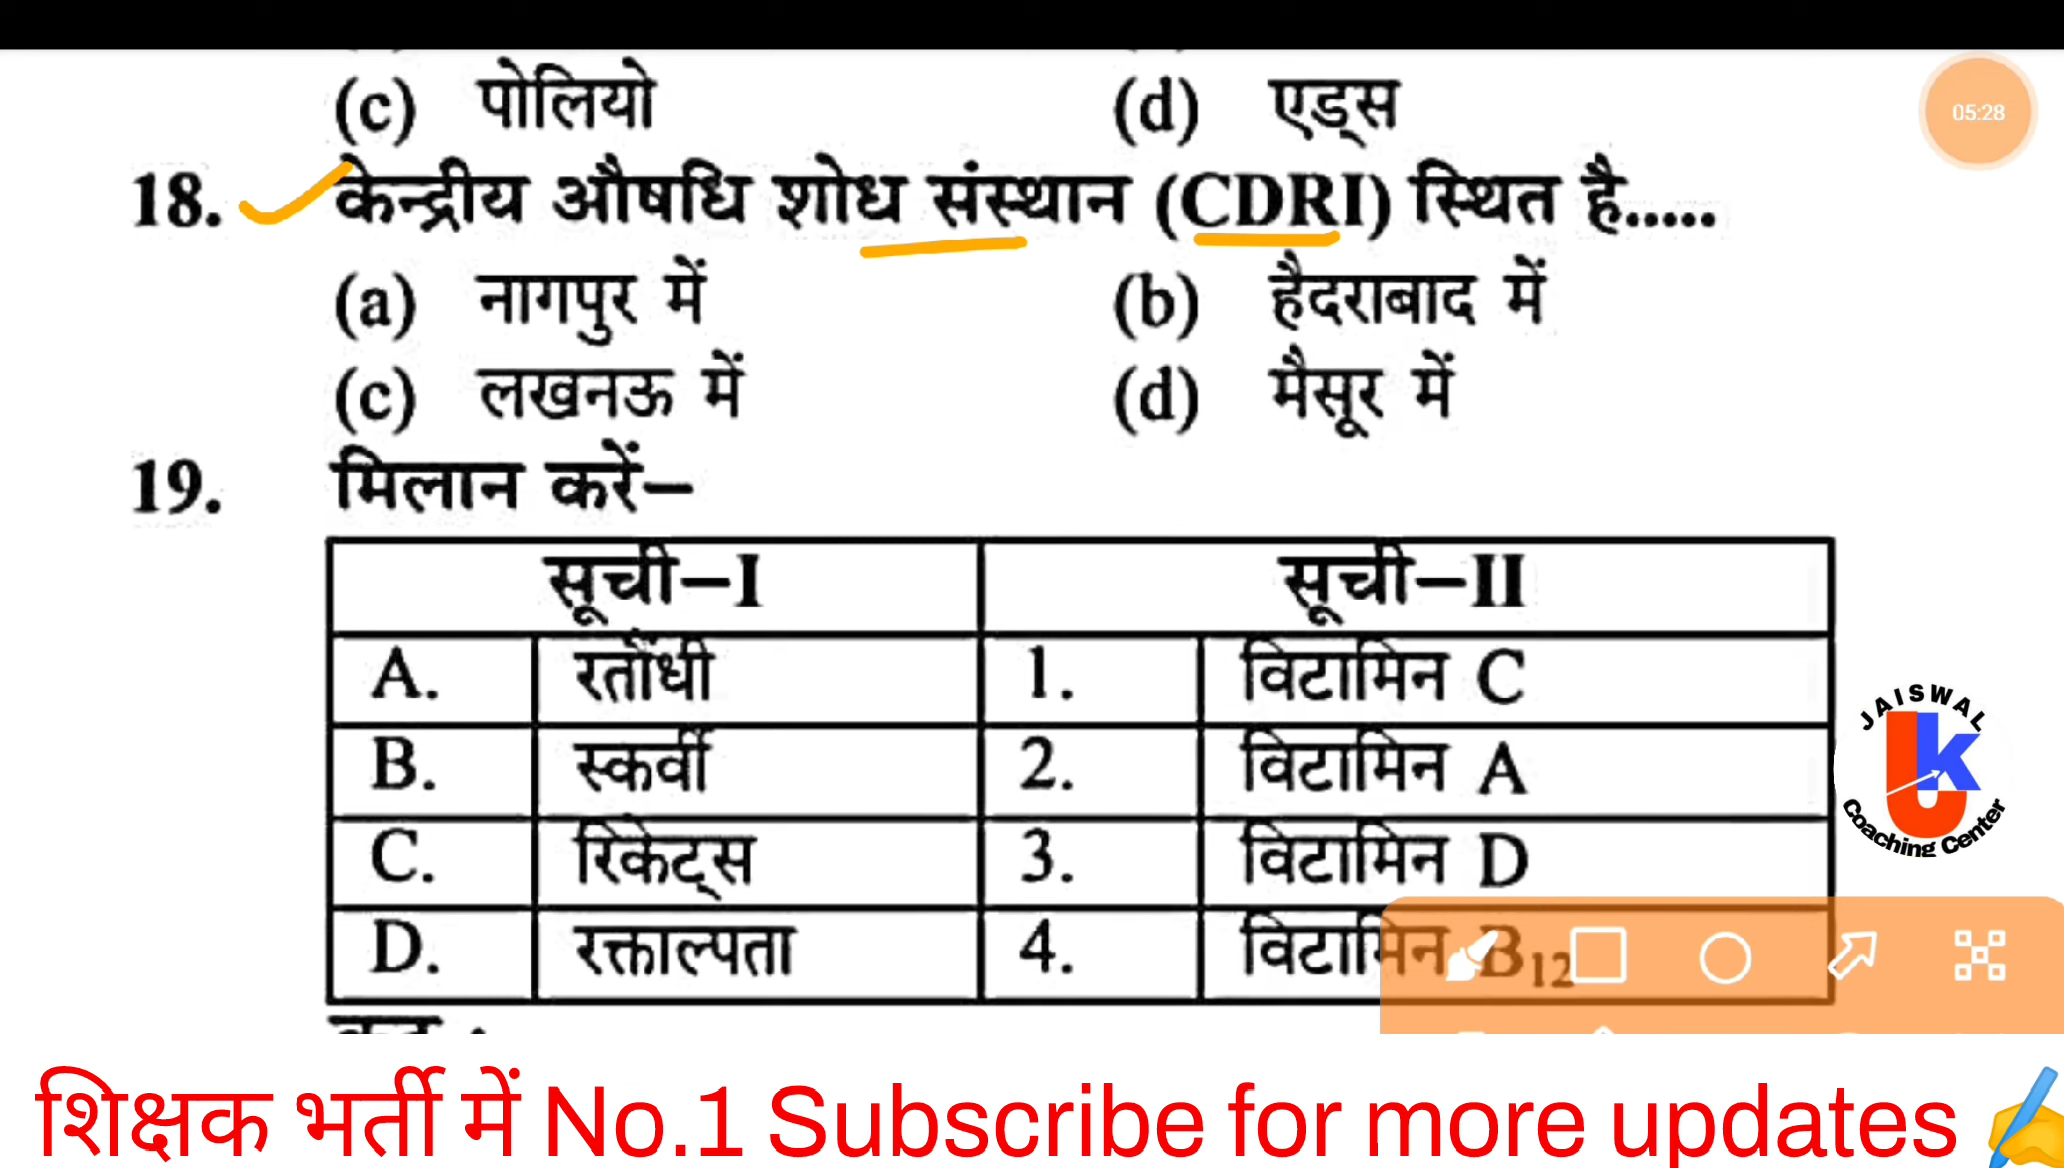 (c) पोलियो (d) एड्स
05:28
18. केन्द्रीय औषधि शोध संस्थान (CDRI) स्थित है.....
(a) नागपुर में (b) हैदराबाद में
(c) लखनऊ में (d) मैसूर में
19. मिलान करें–
सूची–I सूची–II
A. रतौंधी 1. विटामिन C
B. स्कर्वी 2. विटामिन A
C. रिकेट्स 3. विटामिन D
D. रक्ताल्पता 4. विटामिन B12
JAISWAL
UK
Coaching Center
शिक्षक भर्ती में No.1 Subscribe for more updates